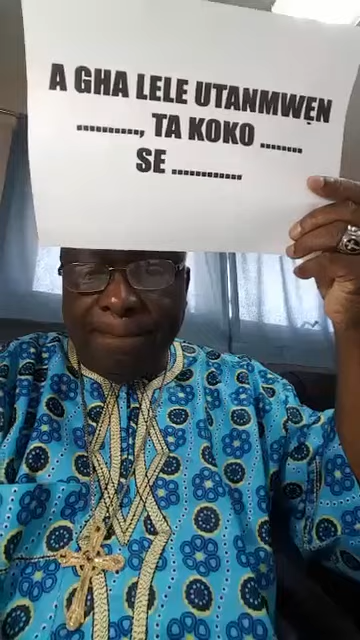 A GHA LELE UTANMWẸN
..........., TA KOKO .......
SE ............